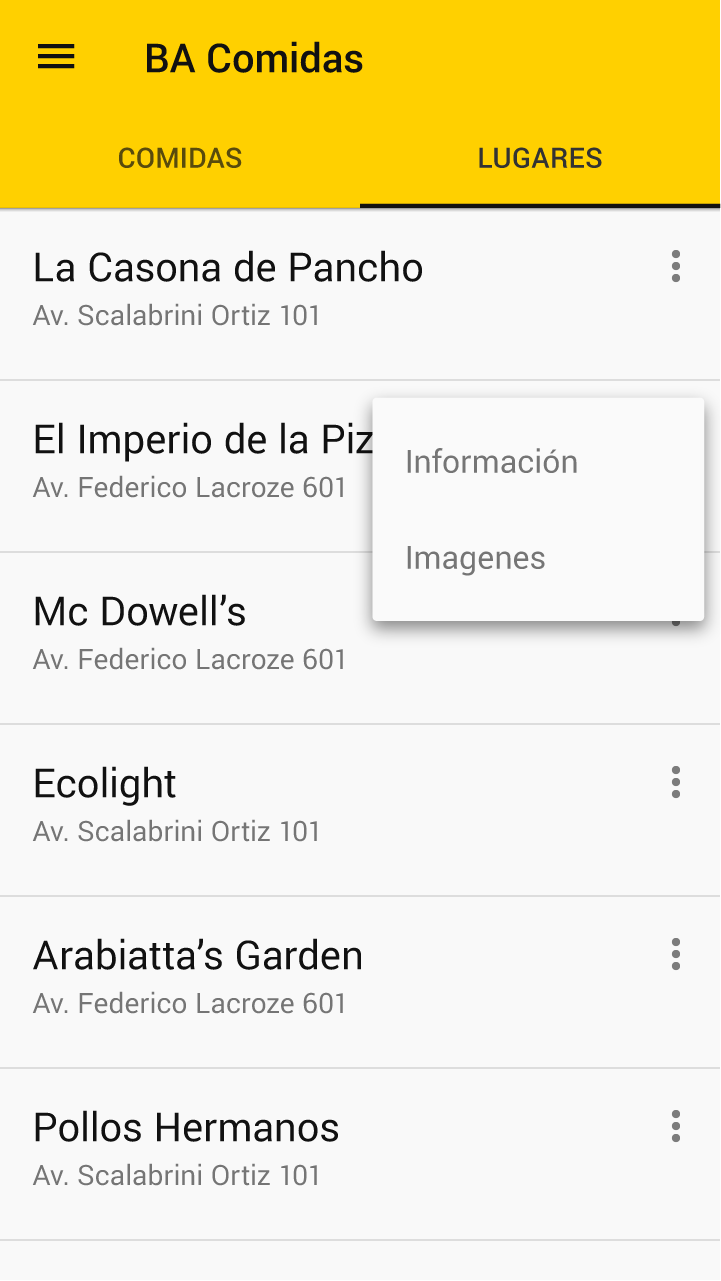 BA Comidas
COMIDAS
LUGARES
La Casona de Pancho
Av. Scalabrini Ortiz 101
El Imperio de la Piz
Av. Federico Lacroze 601
Información
Imagenes
Mc Dowell’s
Av. Federico Lacroze 601
Ecolight
Av. Scalabrini Ortiz 101
Arabiatta’s Garden
Av. Federico Lacroze 601
Pollos Hermanos
Av. Scalabrini Ortiz 101